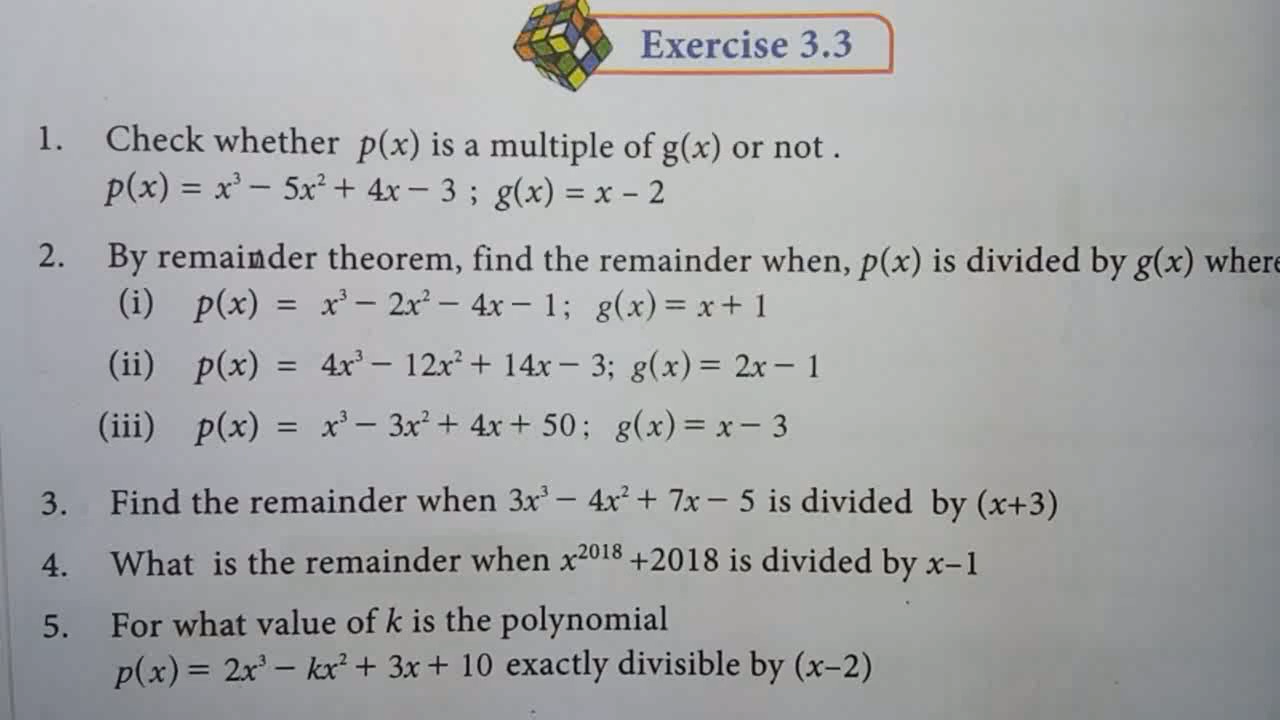 Exercise 3.3
1. Check whether p(x) is a multiple of g(x) or not .
p(x) = x³ − 5x² + 4x − 3 ; g(x) = x − 2
2. By remainder theorem, find the remainder when, p(x) is divided by g(x) where
(i) p(x) = x³ − 2x² − 4x − 1; g(x) = x + 1
(ii) p(x) = 4x³ − 12x² + 14x − 3; g(x) = 2x − 1
(iii) p(x) = x³ − 3x² + 4x + 50; g(x) = x − 3
3. Find the remainder when 3x³ − 4x² + 7x − 5 is divided by (x+3)
4. What is the remainder when x²⁰¹⁸ +2018 is divided by x−1
5. For what value of k is the polynomial
p(x) = 2x³ − kx² + 3x + 10 exactly divisible by (x−2)